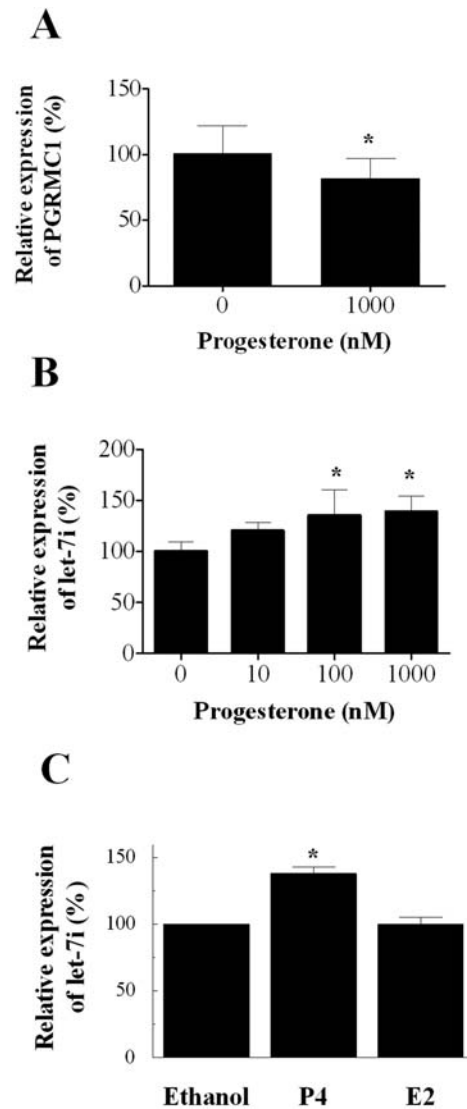 A
Relative expression
of PGRMC1 (%)
150
100
50
0
*
0 1000
Progesterone (nM)
B
Relative expression
of let-7i (%)
200
150
100
50
0
* *
0 10 100 1000
Progesterone (nM)
C
Relative expression
of let-7i (%)
150
100
50
0
*
Ethanol P4 E2